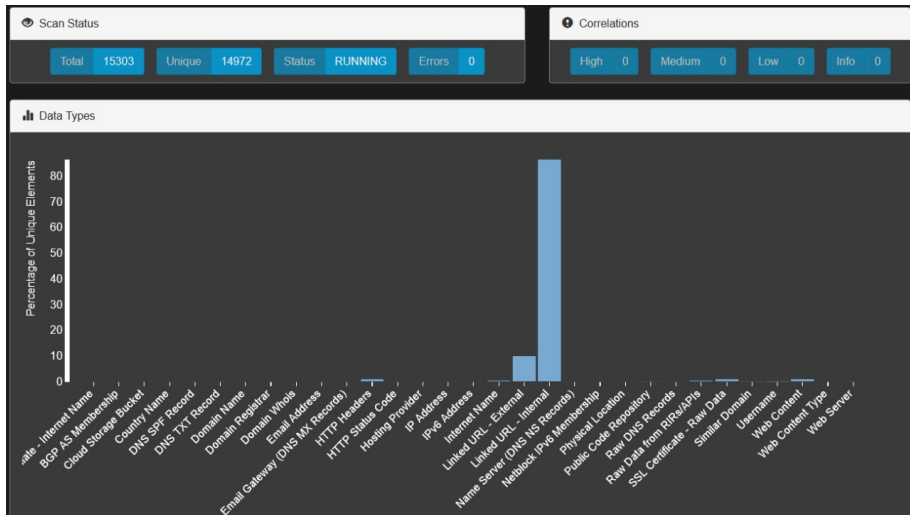 Scan Status
Total 15303 Unique 14972 Status RUNNING Errors 0
Correlations
High 0 Medium 0 Low 0 Info 0
Data Types
Percentage of Unique Elements
80
70
60
50
40
30
20
10
0
ate - Internet Name
BGP AS Membership
Cloud Storage Bucket
Country Name
DNS SPF Record
DNS TXT Record
Domain Name
Domain Registrar
Domain Whois
Email Address
Email Gateway (DNS MX Records)
HTTP Headers
HTTP Status Code
Hosting Provider
IP Address
IPv6 Address
Internet Name
Linked URL - External
Linked URL - Internal
Name Server (DNS NS Records)
Netblock IPv6 Membership
Physical Location
Public Code Repository
Raw DNS Records
Raw Data from RIRs/APIs
SSL Certificate - Raw Data
Similar Domain
Username
Web Content
Web Content Type
Web Server